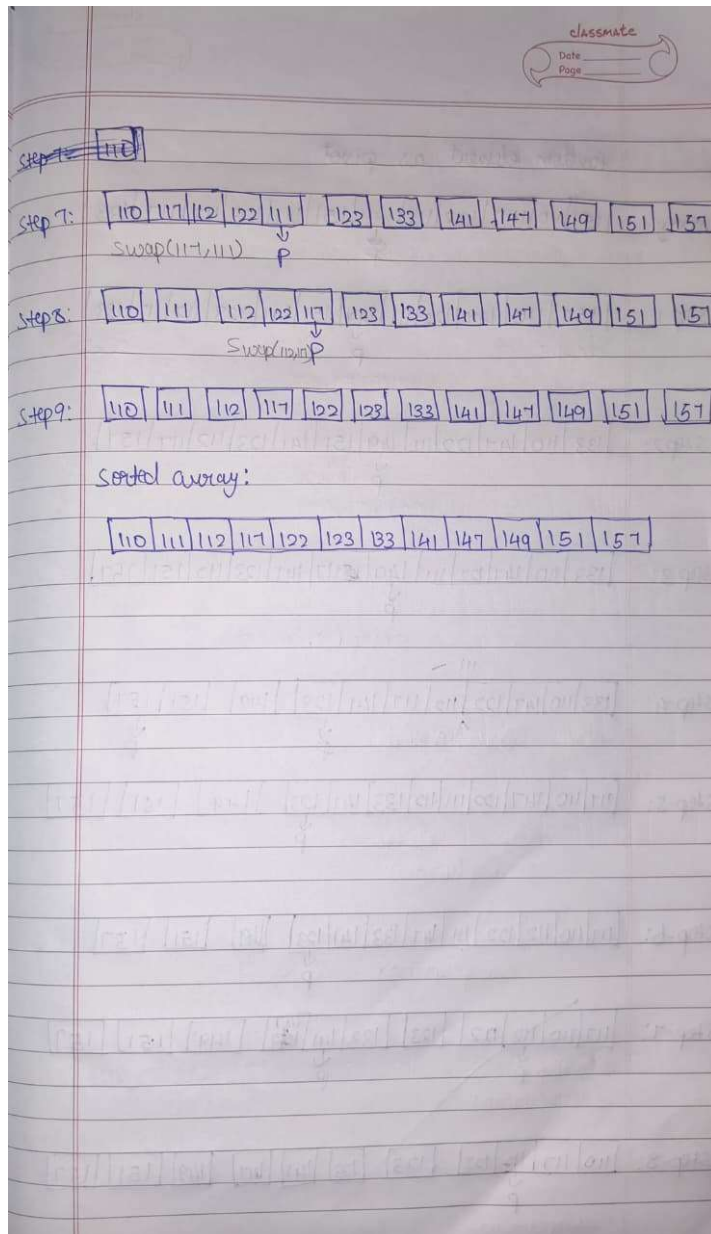 classmate
Date
Page
Step 7: 110
Step 7: 110 117 112 122 111 123 133 141 147 149 151 157
Swap(117,111) P
Step 8: 110 111 112 122 117 123 133 141 147 149 151 157
P
Step 9: 110 111 112 117 122 123 133 141 147 149 151 157
Sorted array:
110 111 112 117 122 123 133 141 147 149 151 157